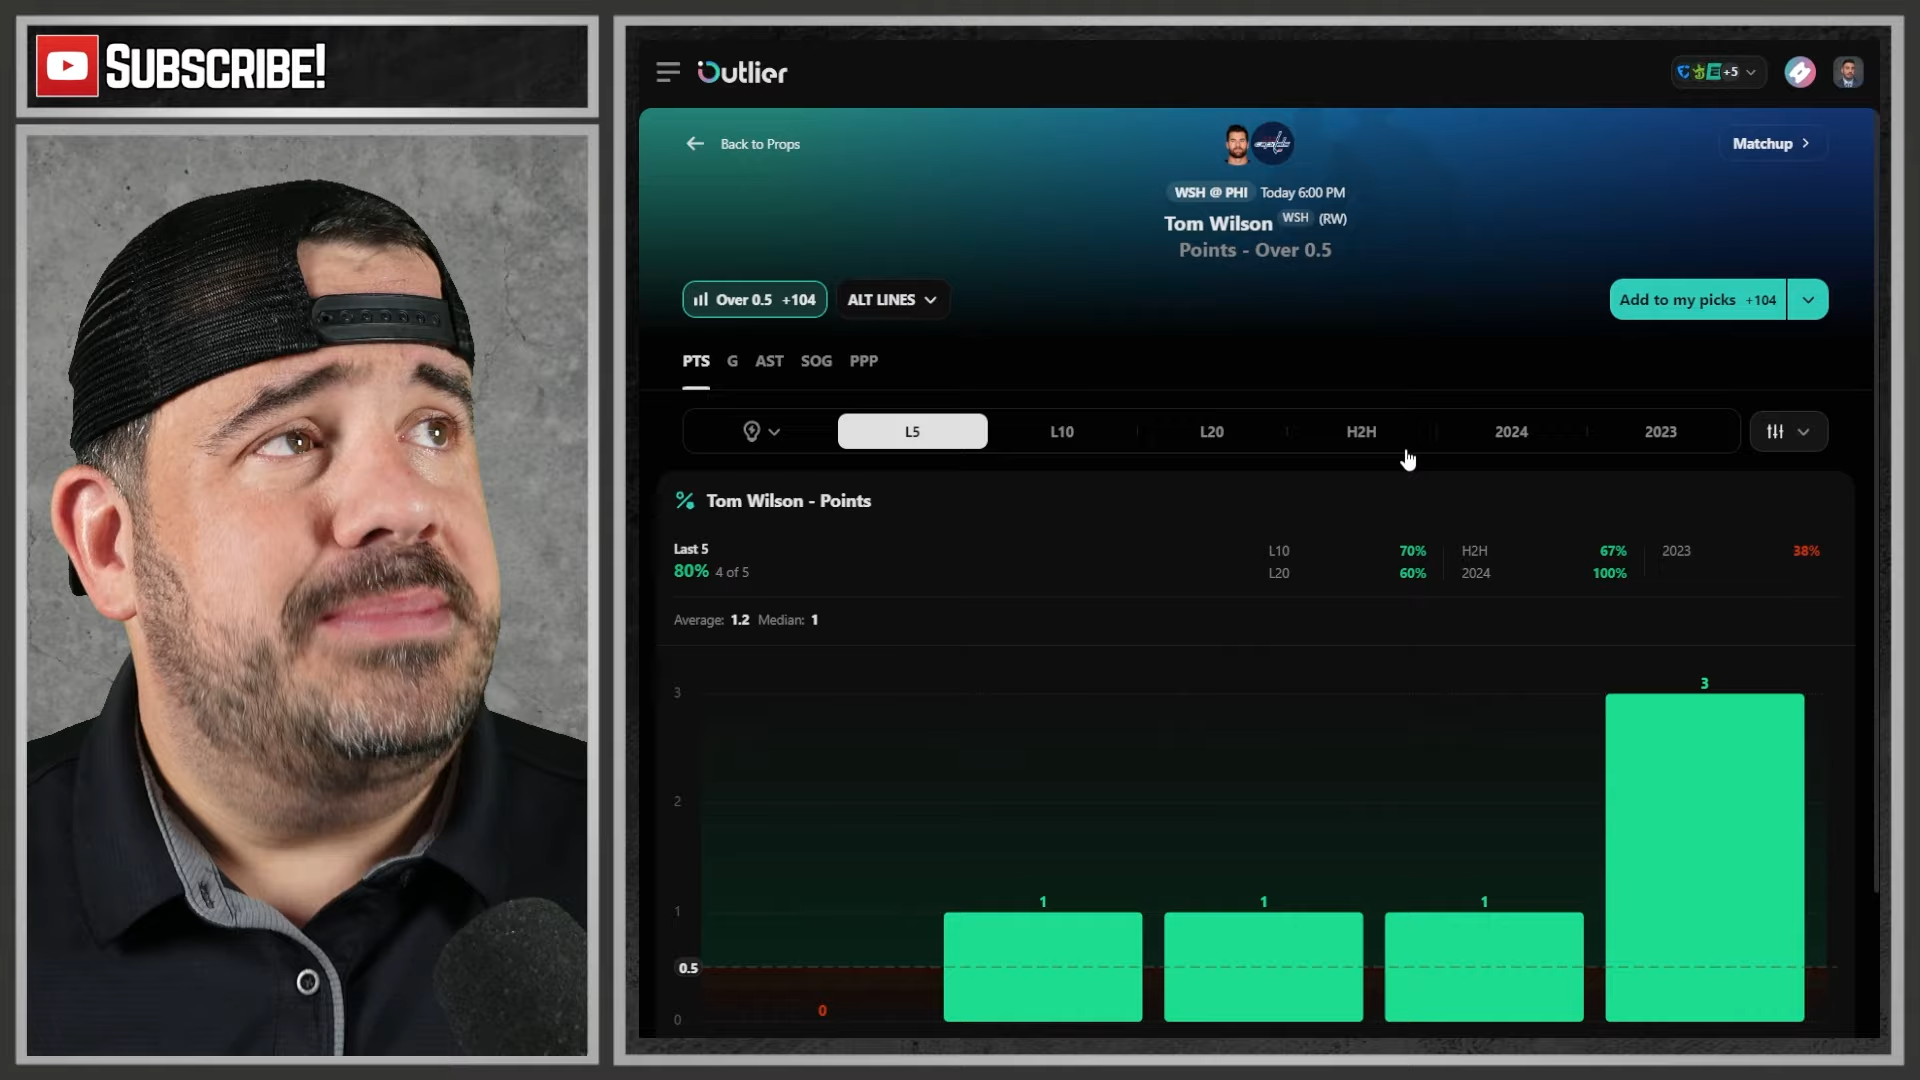 SUBSCRIBE!
Outlier
+5
Back to Props
Matchup
WSH @ PHI Today 6:00 PM
Tom Wilson WSH (RW)
Points - Over 0.5
Over 0.5 +104
ALT LINES
Add to my picks +104
PTS G AST SOG PPP
L5 L10 L20 H2H 2024 2023
Tom Wilson - Points
Last 5
80% 4 of 5
L10 70%
L20 60%
H2H 67%
2024 100%
2023 38%
Average: 1.2 Median: 1
3
2
1
0.5
0
0
1
1
1
3